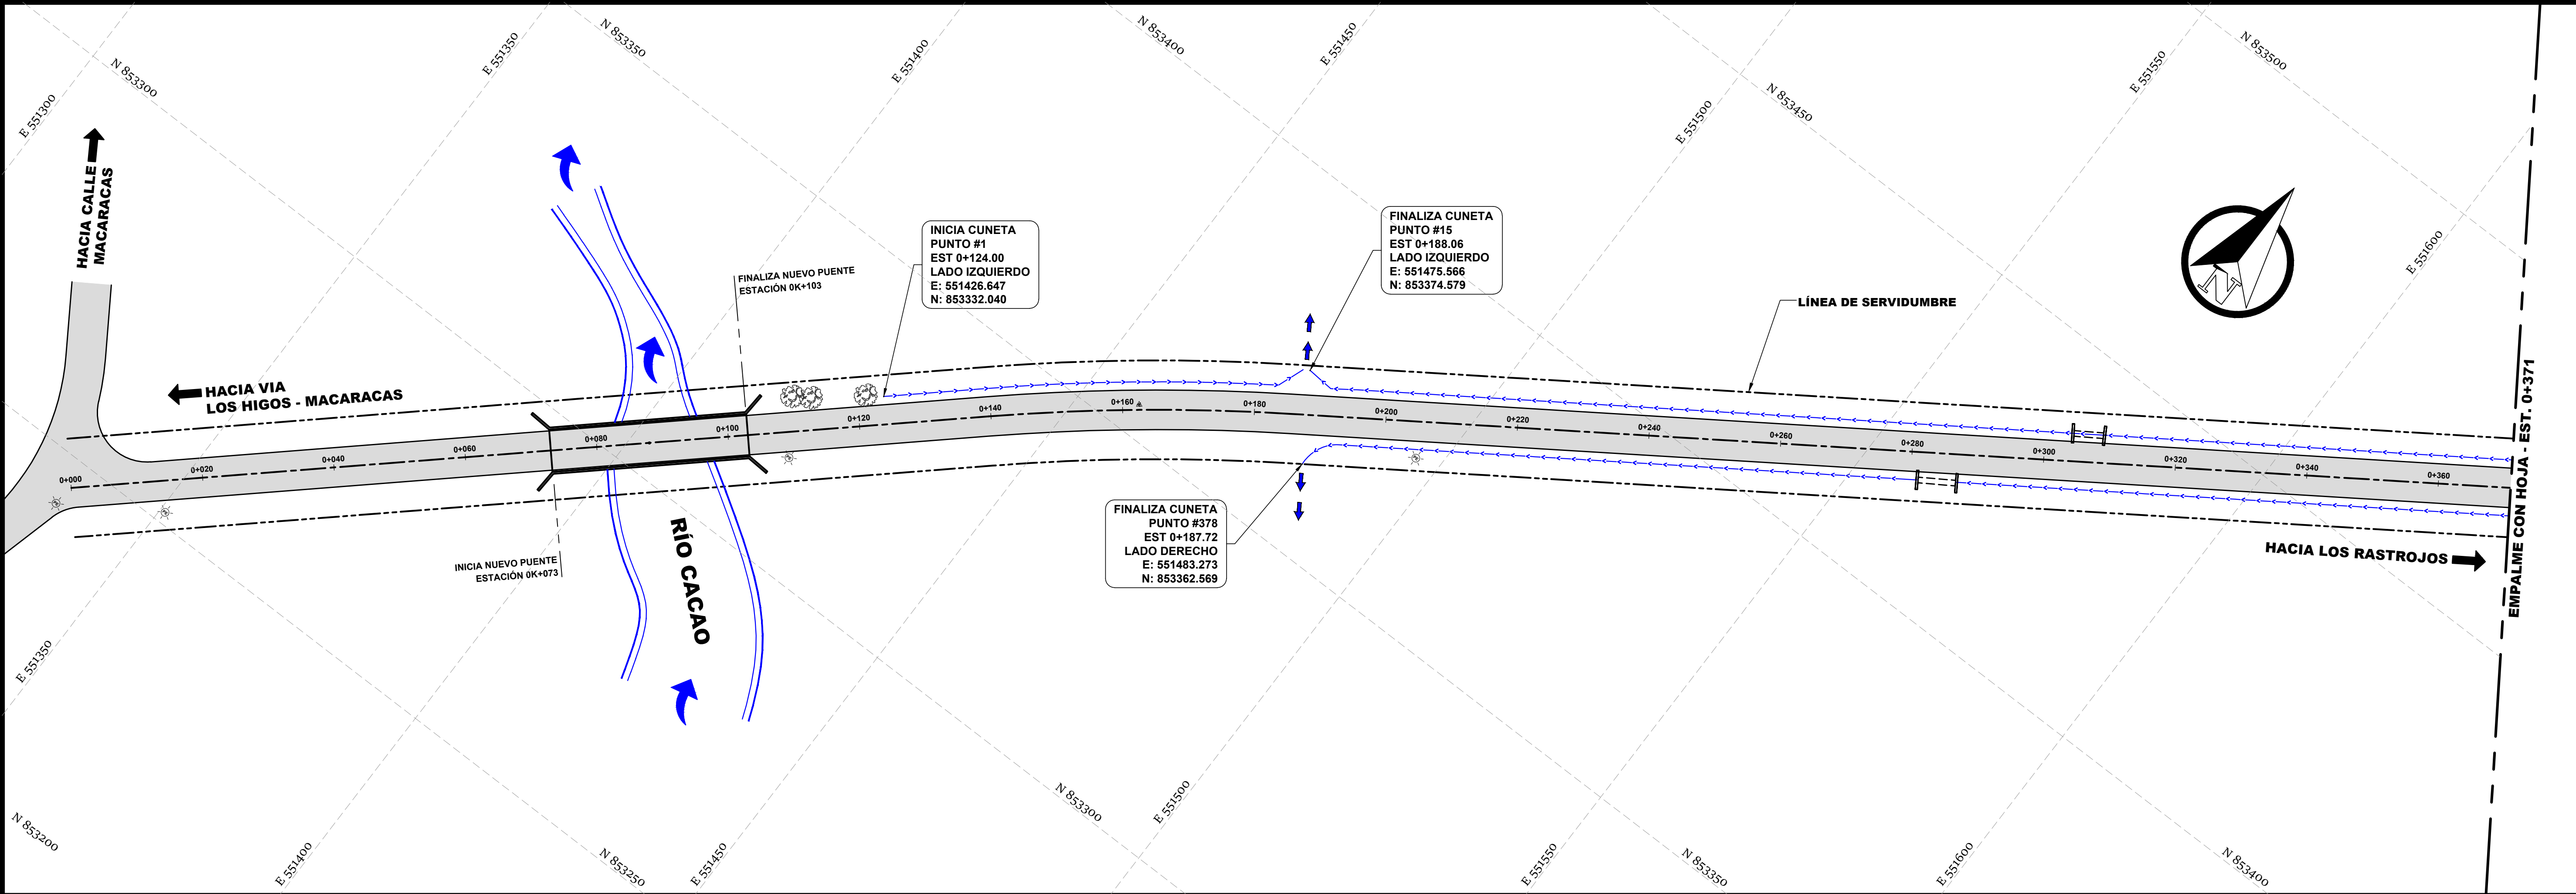 N 853300
N 853350
N 853400
N 853450
N 853500
E 551300
E 551350
E 551400
E 551450
E 551500
E 551550
E 551600
HACIA CALLE
MACARACAS
HACIA VIA
LOS HIGOS - MACARACAS
FINALIZA NUEVO PUENTE
ESTACIÓN 0K+103
INICIA CUNETA
PUNTO #1
EST 0+124.00
LADO IZQUIERDO
E: 551426.647
N: 853332.040
FINALIZA CUNETA
PUNTO #15
EST 0+188.06
LADO IZQUIERDO
E: 551475.566
N: 853374.579
LÍNEA DE SERVIDUMBRE
N
0+000
0+020
0+040
0+060
0+080
0+100
0+120
0+140
0+160
0+180
0+200
0+220
0+240
0+260
0+280
0+300
0+320
0+340
0+360
EMPALME CON HOJA - EST. 0+371
INICIA NUEVO PUENTE
ESTACIÓN 0K+073
RÍO CACAO
FINALIZA CUNETA
PUNTO #378
EST 0+187.72
LADO DERECHO
E: 551483.273
N: 853362.569
HACIA LOS RASTROJOS
E 551350
N 853200
E 551400
N 853250
E 551450
N 853300
E 551500
E 551550
N 853350
E 551600
N 853400